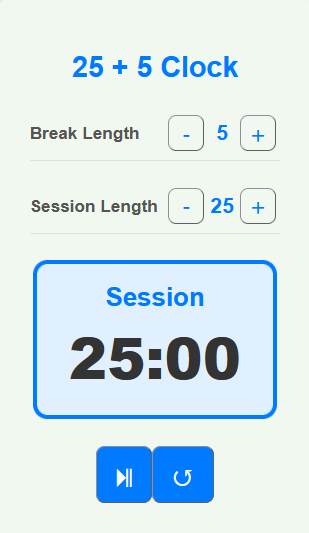 25 + 5 Clock
Break Length - 5 +
Session Length - 25 +
Session
25:00